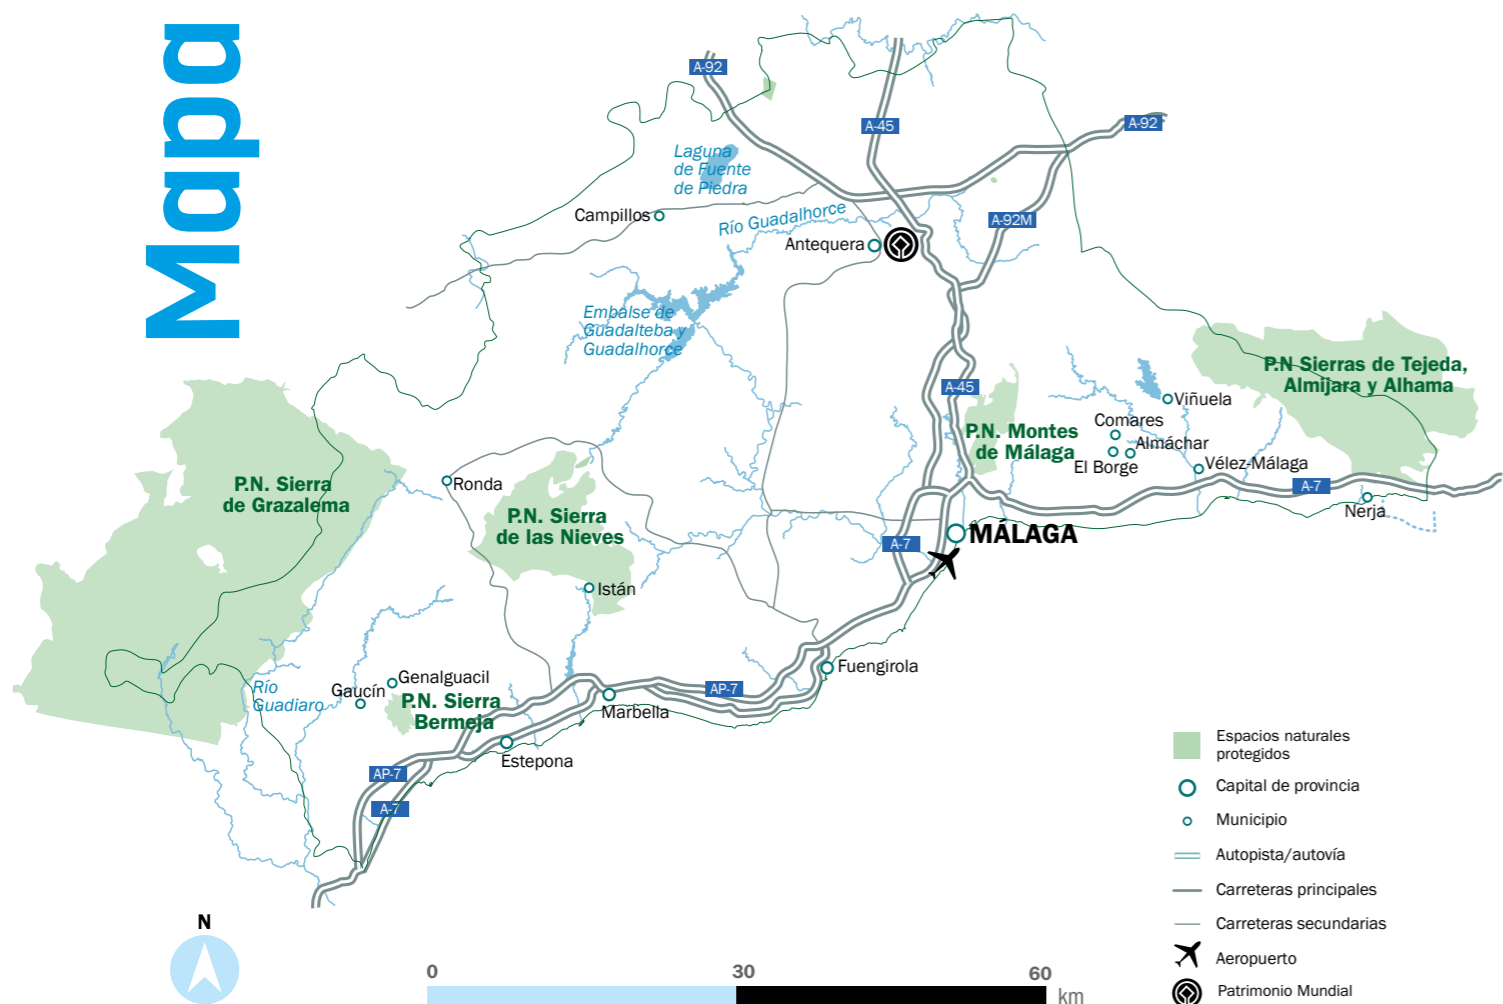 Mapa
A-92
A-45
A-92
Laguna
de Fuente
de Piedra
Campillos
Río Guadalhorce
A-92M
Antequera
Embalse de
Guadalteba y
Guadalhorce
P.N Sierras de Tejeda,
Almijara y Alhama
A-45
Viñuela
Comares
P.N. Montes
de Málaga
Almáchar
El Borge
Vélez-Málaga
P.N. Sierra
de Grazalema
Ronda
A-7
Nerja
P.N. Sierra
de las Nieves
MÁLAGA
A-7
Istán
Fuengirola
Genalguacil
Gaucín
Río
Guadiaro
P.N. Sierra
Bermeja
AP-7
Marbella
Estepona
AP-7
A-7
Espacios naturales
protegidos
Capital de provincia
Municipio
Autopista/autovía
Carreteras principales
Carreteras secundarias
Aeropuerto
Patrimonio Mundial
N
0 30 60
km